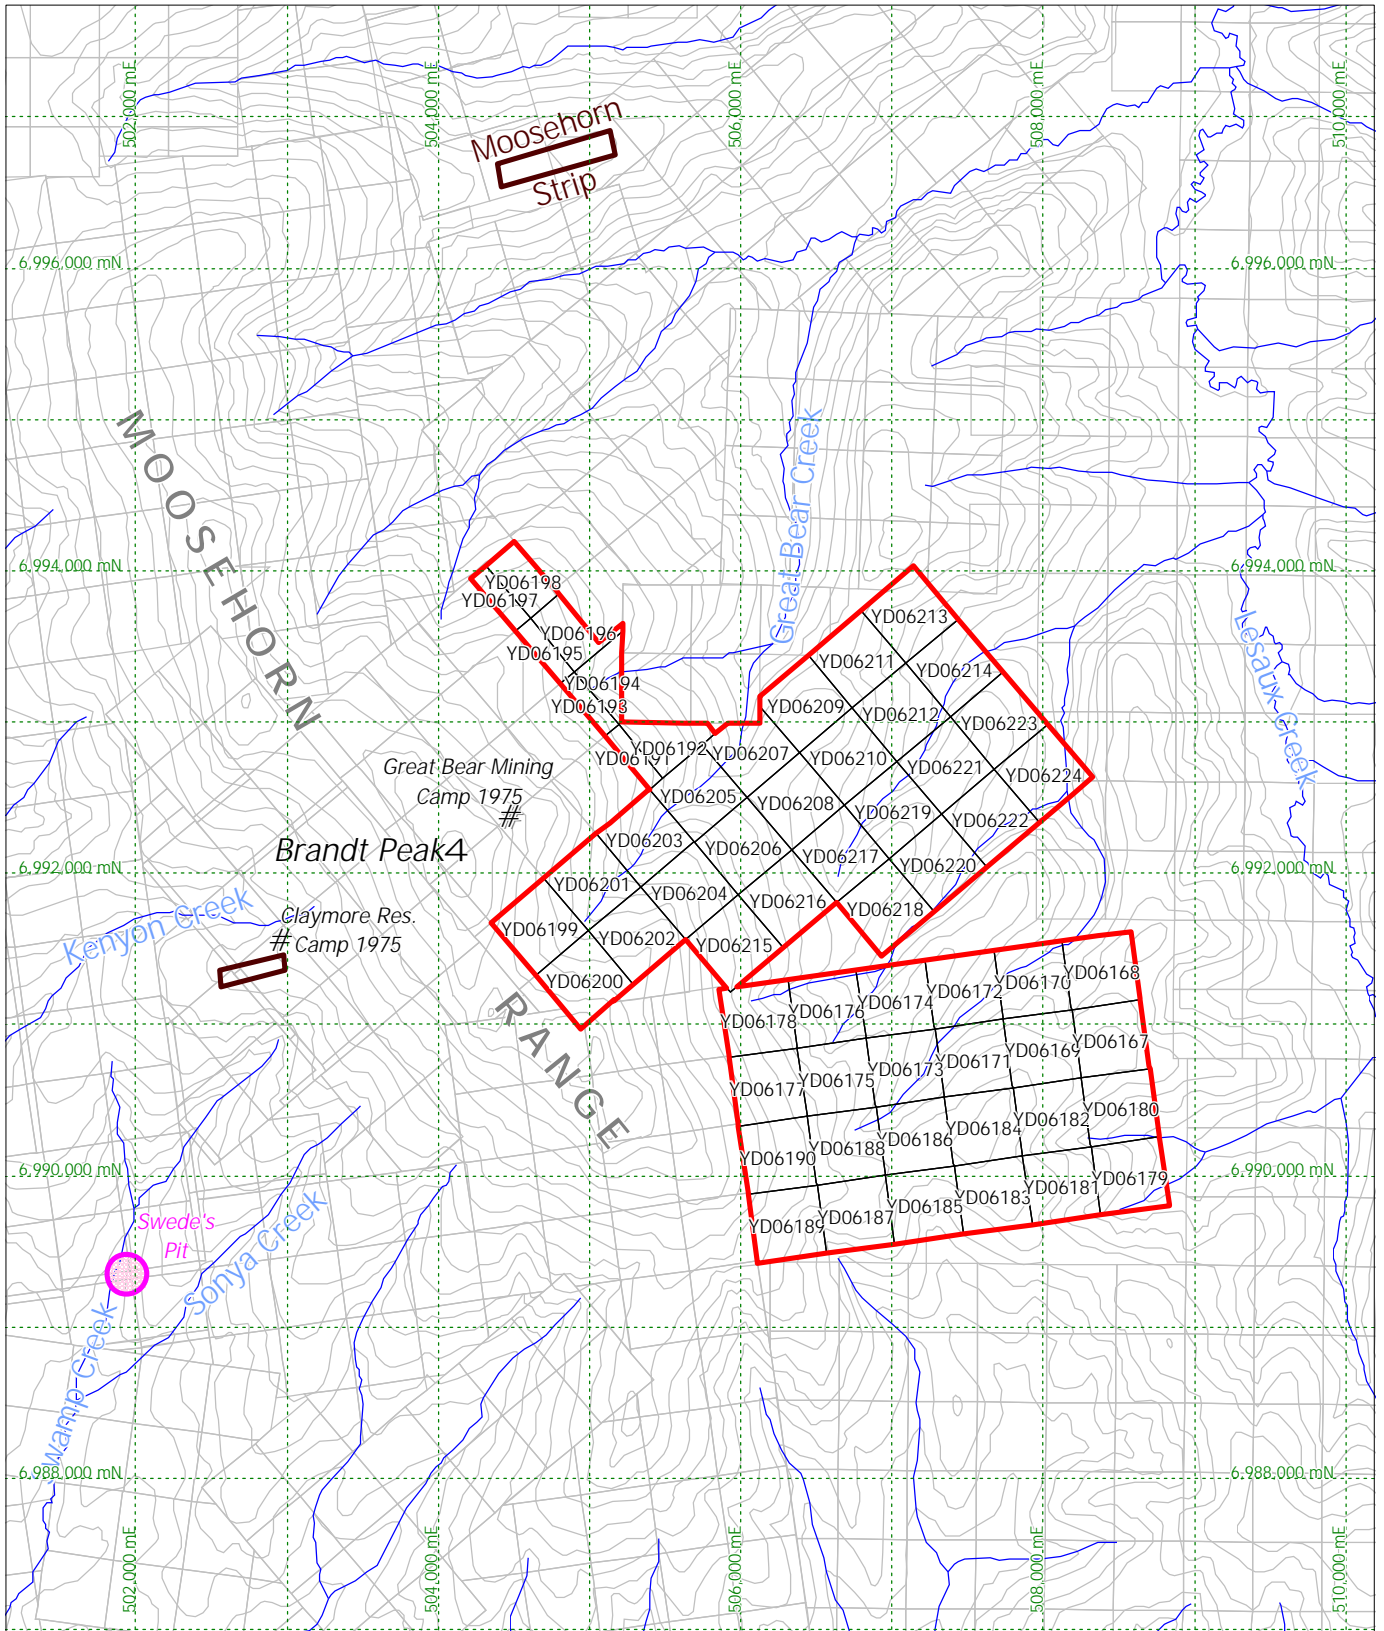 502,000 mE
504,000 mE
506,000 mE
508,000 mE
510,000 mE
Moosehorn
Strip
6,996,000 mN
6,996,000 mN
MOOSEHORN
Great Bear Creek
6,994,000 mN
6,994,000 mN
YD06198
YD06197
YD06196
YD06195
YD06194
YD06193
YD06192
YD06191
YD06213
YD06211
YD06214
YD06209
YD06212
YD06223
YD06207
YD06210
YD06221
YD06224
Lesaux Creek
Great Bear Mining
Camp 1975
#
YD06205
YD06208
YD06219
YD06222
Brandt Peak4
YD06203
YD06206
YD06217
YD06220
6,992,000 mN
6,992,000 mN
YD06201
YD06204
YD06216
YD06218
Kenyon Creek
Claymore Res.
# Camp 1975
YD06199
YD06202
YD06215
YD06200
RANGE
YD06178
YD06176
YD06174
YD06172
YD06170
YD06168
YD06177
YD06175
YD06173
YD06171
YD06169
YD06167
YD06190
YD06188
YD06186
YD06184
YD06182
YD06180
6,990,000 mN
6,990,000 mN
YD06189
YD06187
YD06185
YD06183
YD06181
YD06179
Swede's
Pit
Sonya Creek
Swamp Creek
6,988,000 mN
6,988,000 mN
502,000 mE
504,000 mE
506,000 mE
508,000 mE
510,000 mE